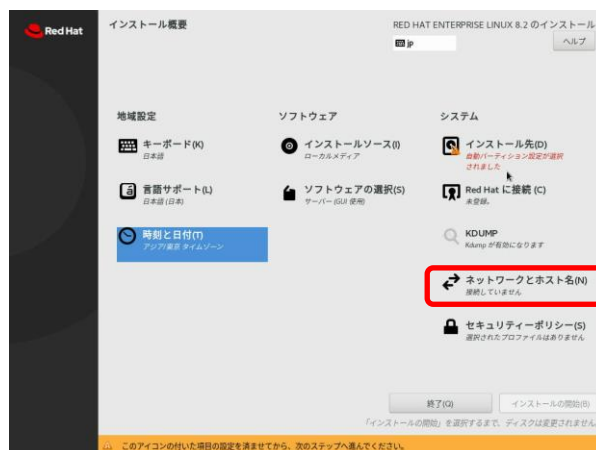 Red Hat
インストール概要
RED HAT ENTERPRISE LINUX 8.2 のインストール
jp
ヘルプ
地域設定
ソフトウェア
システム
キーボード(K)
日本語
インストールソース(I)
ローカルメディア
インストール先(D)
自動パーティション設定が選択
されました
言語サポート(L)
日本語 (日本)
ソフトウェアの選択(S)
サーバー (GUI 使用)
Red Hat に接続 (C)
未登録。
時刻と日付(T)
アジア/東京 タイムゾーン
KDUMP
Kdump が有効になります
ネットワークとホスト名(N)
接続していません
セキュリティーポリシー(S)
選択されたプロファイルはありません
終了(Q)
インストールの開始(B)
「インストールの開始」を選択するまで、ディスクは変更されません
このアイコンの付いた項目の設定を済ませてから、次のステップへ進んでください。